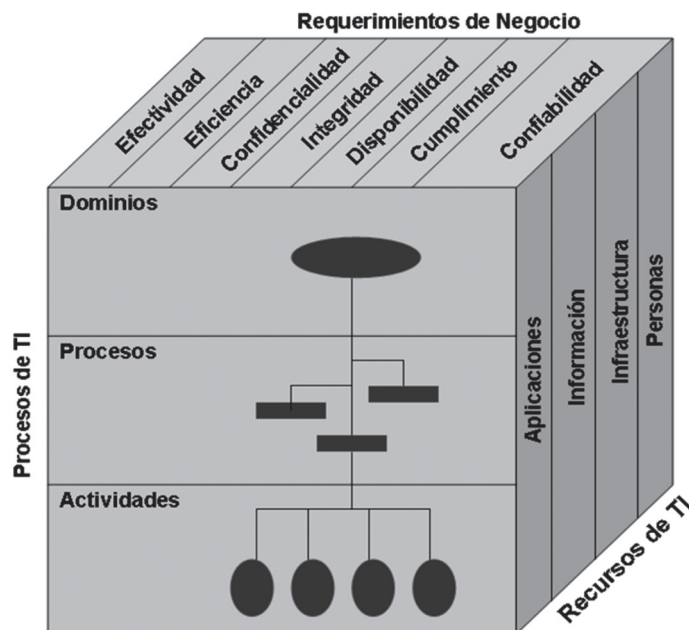 Requerimientos de Negocio
Efectividad
Eficiencia
Confidencialidad
Integridad
Disponibilidad
Cumplimiento
Confiabilidad
Procesos de TI
Dominios
Procesos
Actividades
Aplicaciones
Información
Infraestructura
Personas
Recursos de TI